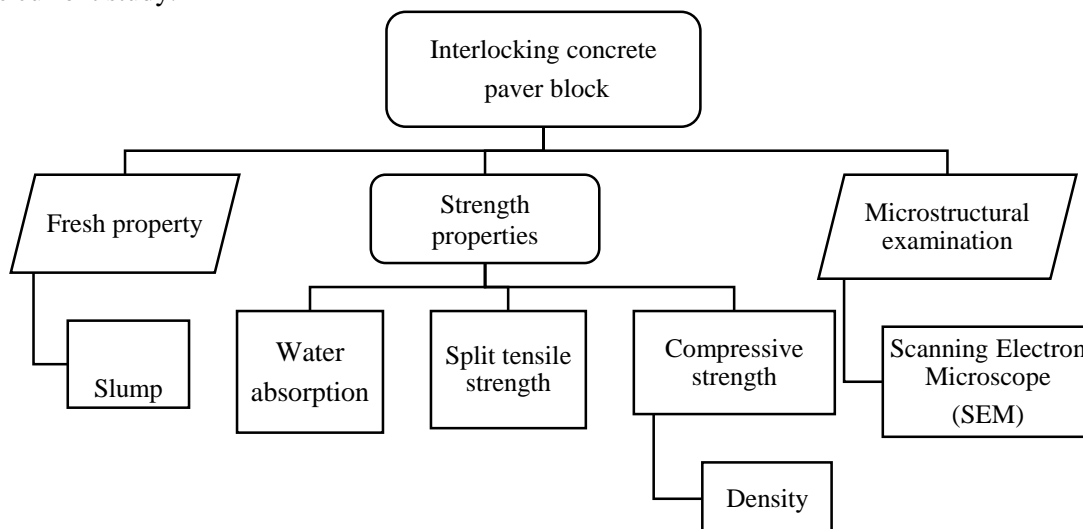 Interlocking concrete
paver block
Fresh property
Strength
properties
Microstructural
examination
Slump
Water
absorption
Split tensile
strength
Compressive
strength
Scanning Electron
Microscope
(SEM)
Density